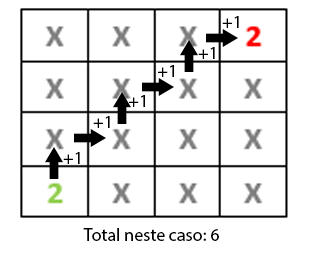 X X X +1 2
X X +1 X +1 X
X +1 X +1 X X
2 +1 X X X
Total neste caso: 6